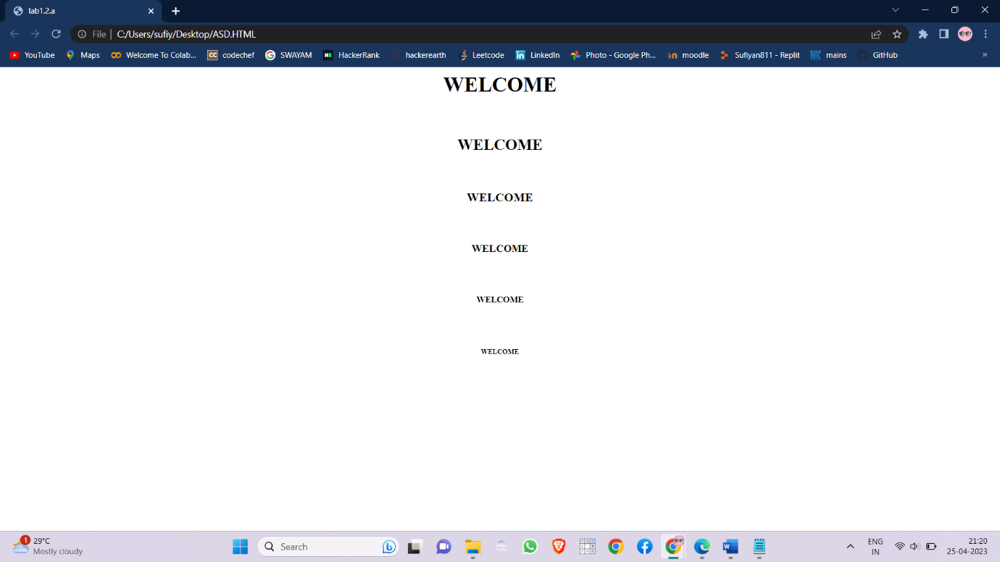 lab1.2.a
File | C:/Users/sufiy/Desktop/ASD.HTML
YouTube Maps Welcome To Colab... codechef SWAYAM HackerRank hackerearth Leetcode LinkedIn Photo - Google Ph... moodle Sufiyan811 - Replit mains GitHub »
WELCOME
WELCOME
WELCOME
WELCOME
WELCOME
WELCOME
1 29°C
Mostly cloudy
Search
ENG
IN
21:20
25-04-2023